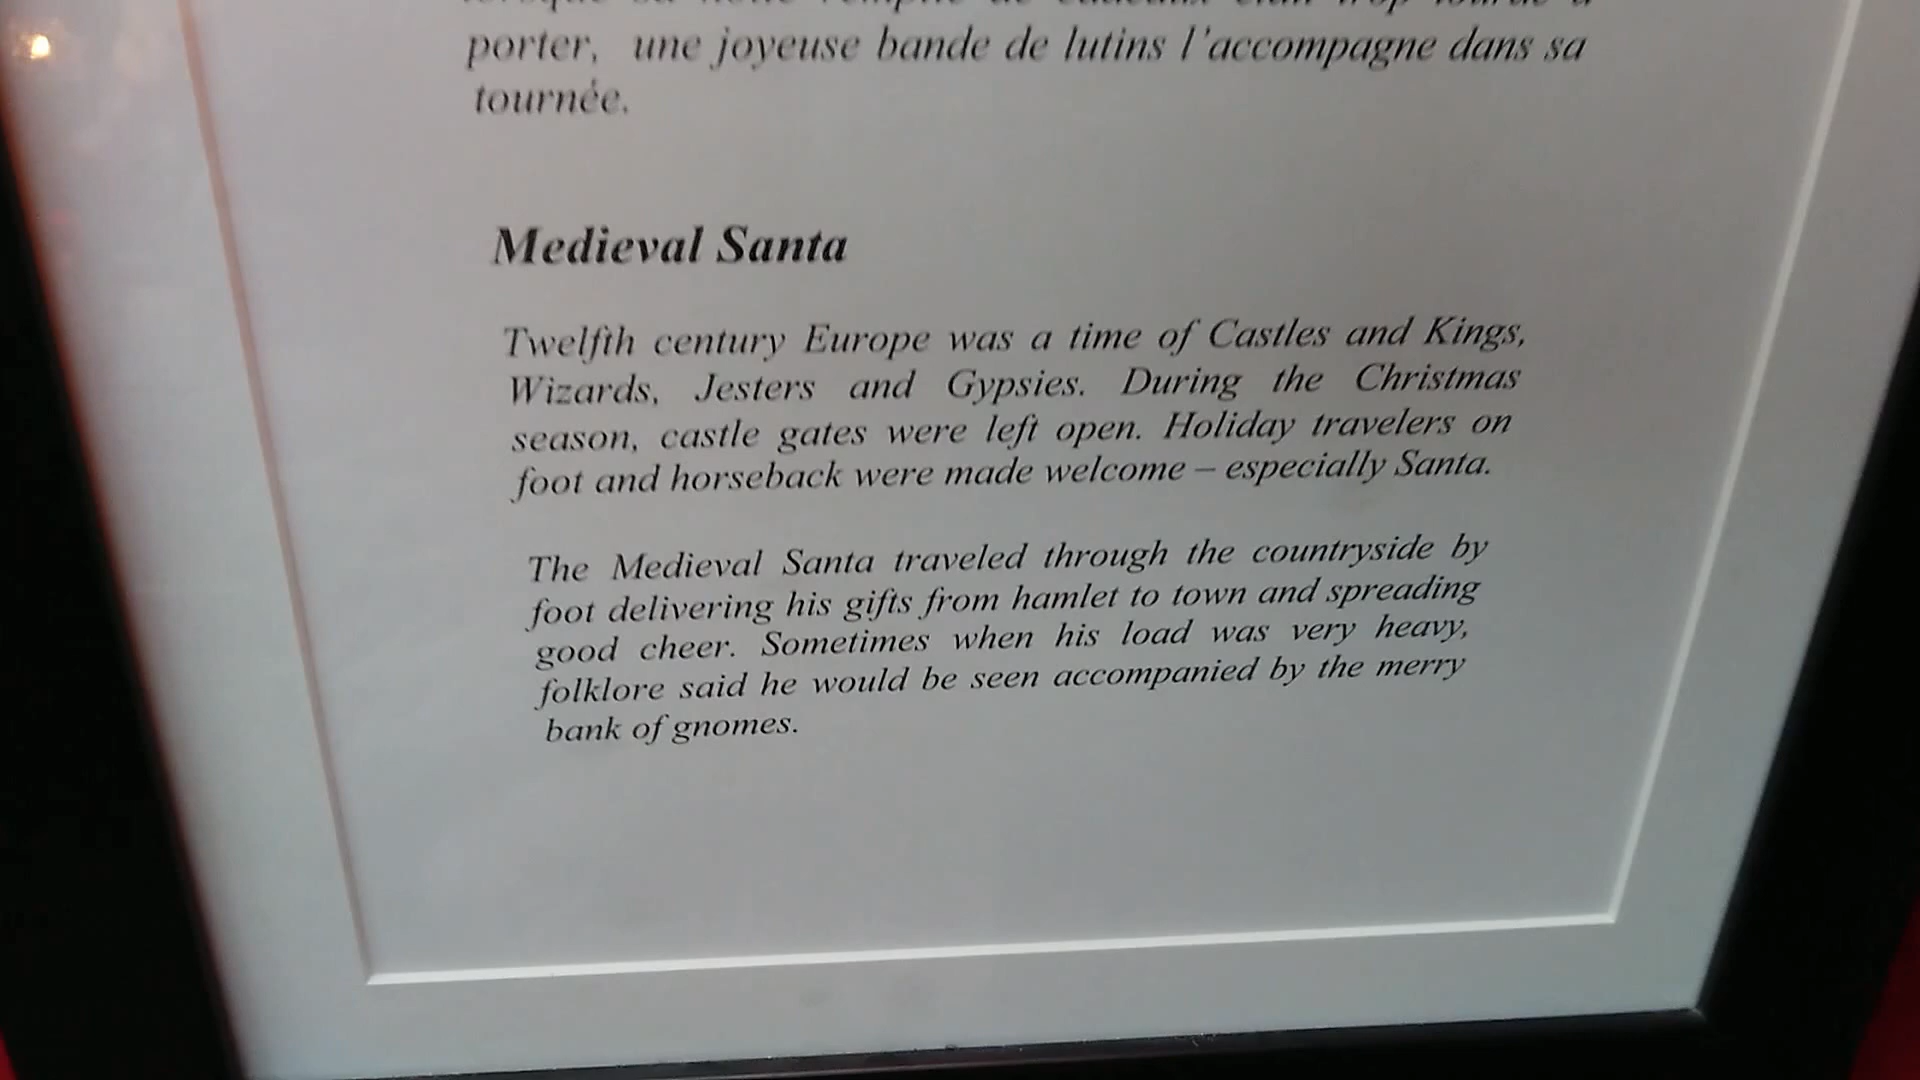 porter, une joyeuse bande de lutins l'accompagne dans sa
tournée.
Medieval Santa
Twelfth century Europe was a time of Castles and Kings,
Wizards, Jesters and Gypsies. During the Christmas
season, castle gates were left open. Holiday travelers on
foot and horseback were made welcome – especially Santa.
The Medieval Santa traveled through the countryside by
foot delivering his gifts from hamlet to town and spreading
good cheer. Sometimes when his load was very heavy,
folklore said he would be seen accompanied by the merry
bank of gnomes.